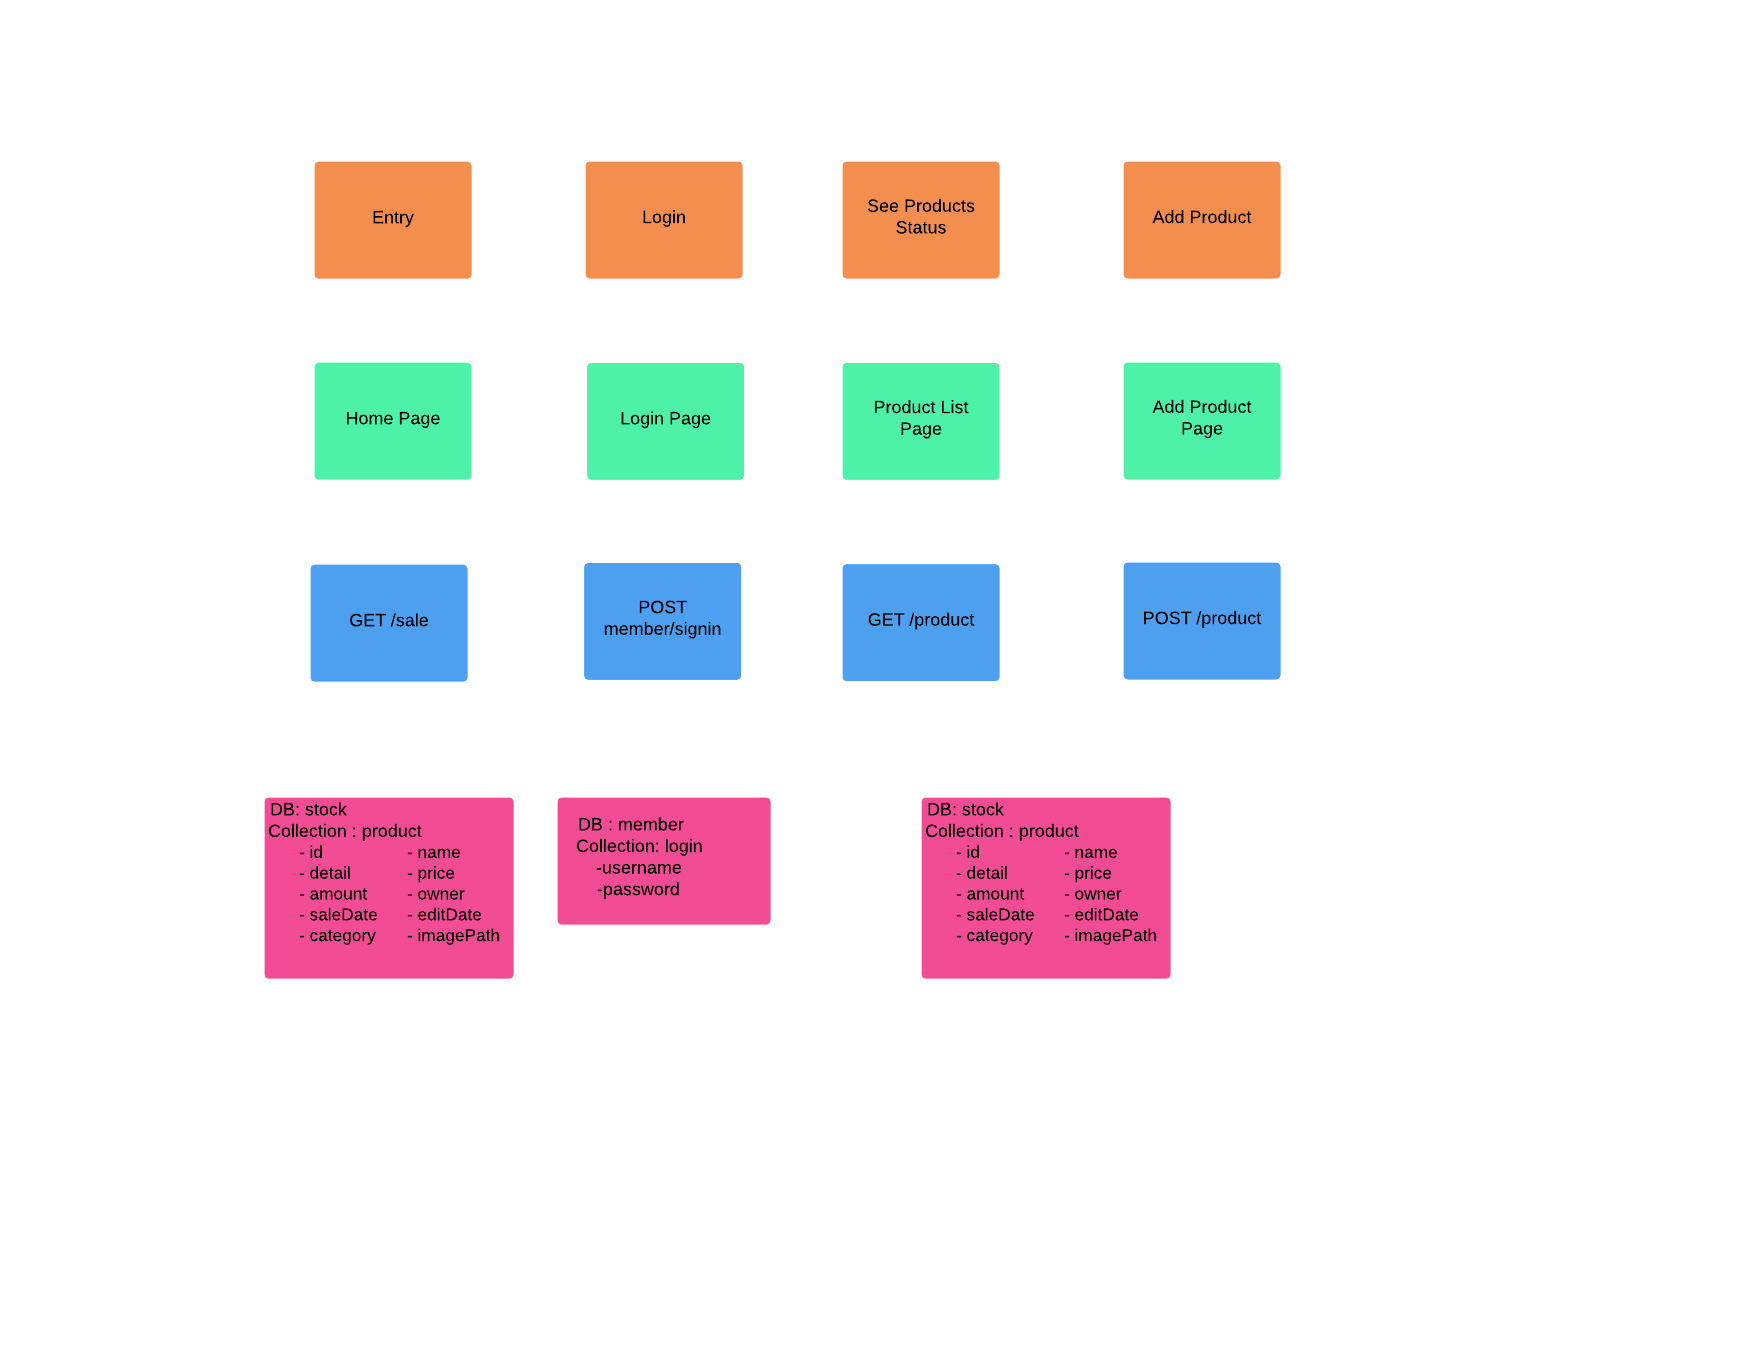 Entry
Login
See Products
Status
Add Product
Home Page
Login Page
Product List
Page
Add Product
Page
GET /sale
POST
member/signin
GET /product
POST /product
DB: stock
Collection : product
- id - name
- detail - price
- amount - owner
- saleDate - editDate
- category - imagePath
DB : member
Collection: login
-username
-password
DB: stock
Collection : product
- id - name
- detail - price
- amount - owner
- saleDate - editDate
- category - imagePath